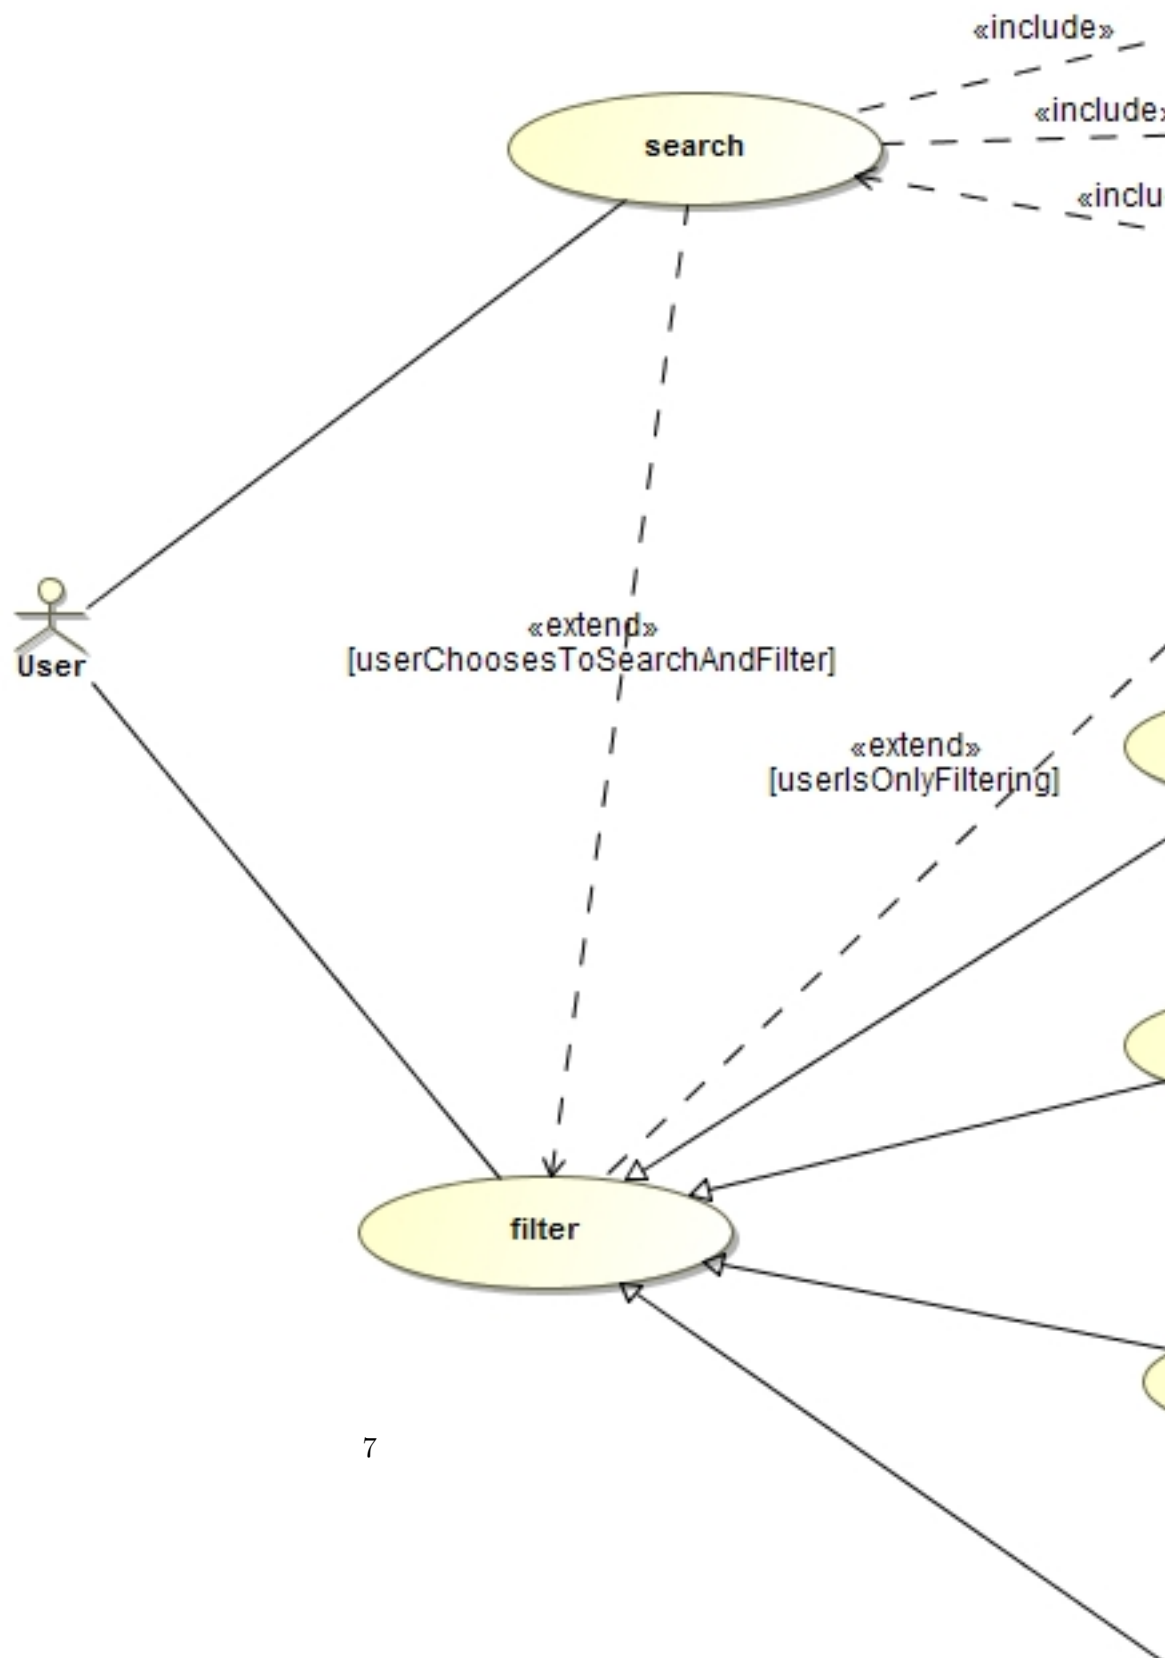 «include»
«include»
search
«inclu
«extend»
[userChoosesToSearchAndFilter]
User
«extend»
[userIsOnlyFiltering]
filter
7